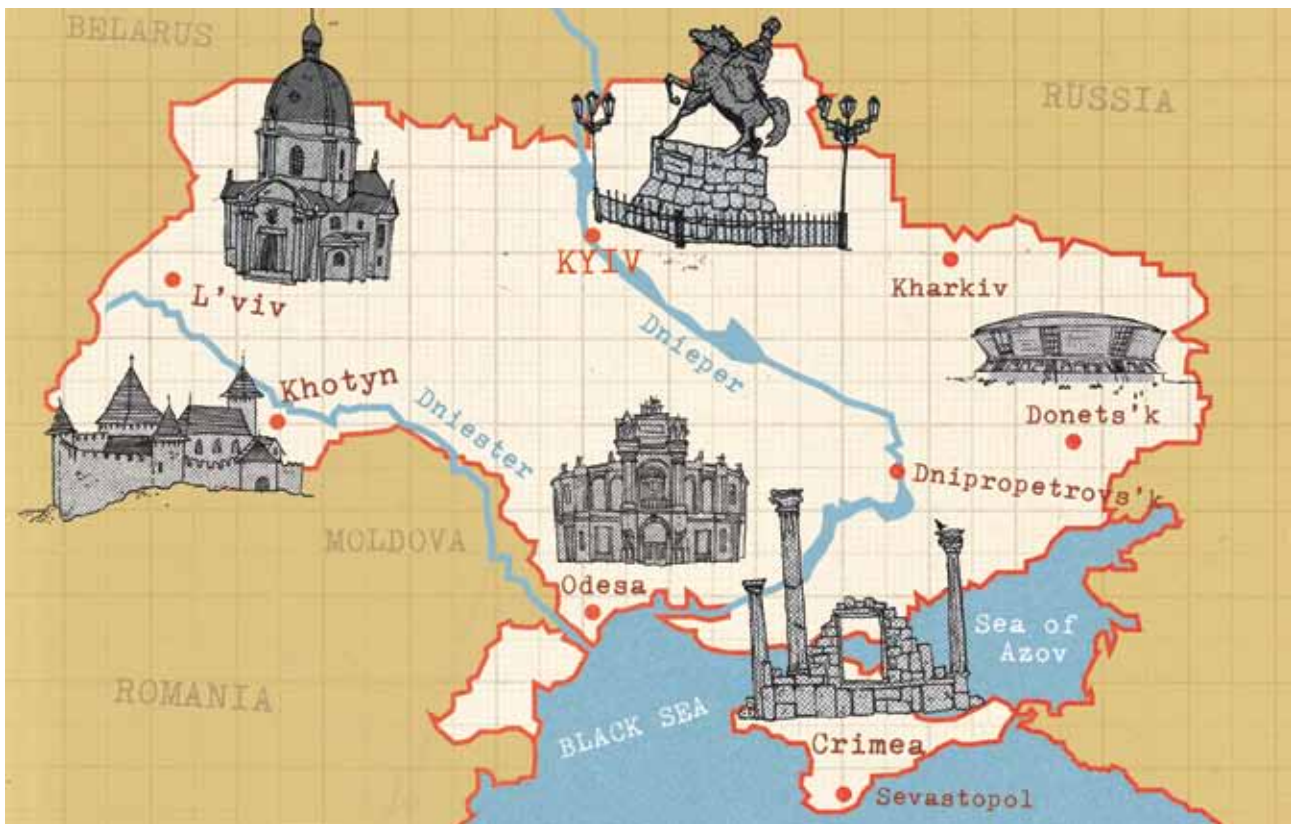 BELARUS
RUSSIA
KYIV
L'viv
Kharkiv
Dnieper
Khotyn
Dniester
Donets'k
Dnipropetrovs'k
MOLDOVA
Odesa
Sea of
Azov
ROMANIA
BLACK SEA
Crimea
Sevastopol